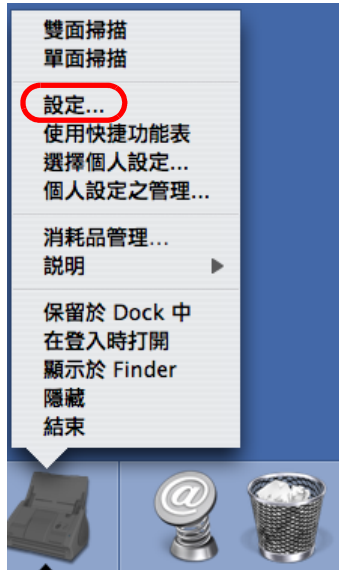 雙面掃描
單面掃描
設定...
使用快捷功能表
選擇個人設定...
個人設定之管理...
消耗品管理...
説明
保留於 Dock 中
在登入時打開
顯示於 Finder
隱藏
結束
@